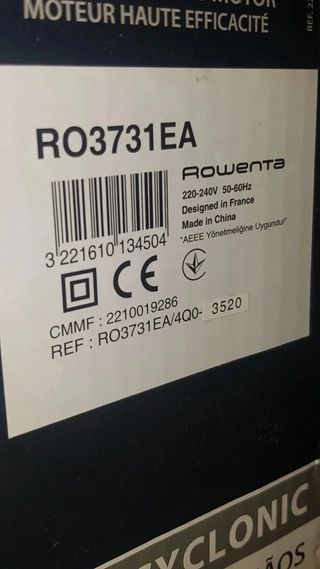 MOTEUR HAUTE EFFICACITÉ
RO3731EA
Rowenta
220-240V 50-60Hz
Designed in France
Made in China
"AEEE Yönetmeliğine Uygundur"
3 221610 134504
CE
CMMF : 2210019286
REF : RO3731EA/4Q0- 3520
CYCLONIC